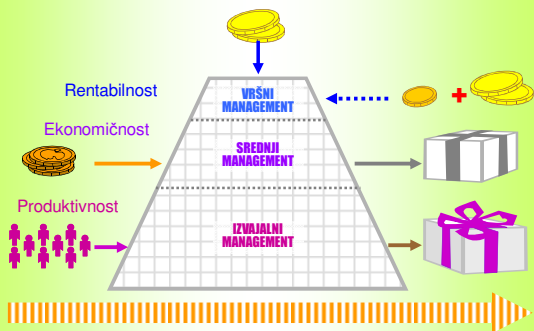 Rentabilnost
VRŠNI
MANAGEMENT
Ekonomičnost
SREDNJI
MANAGEMENT
Produktivnost
IZVAJALNI
MANAGEMENT